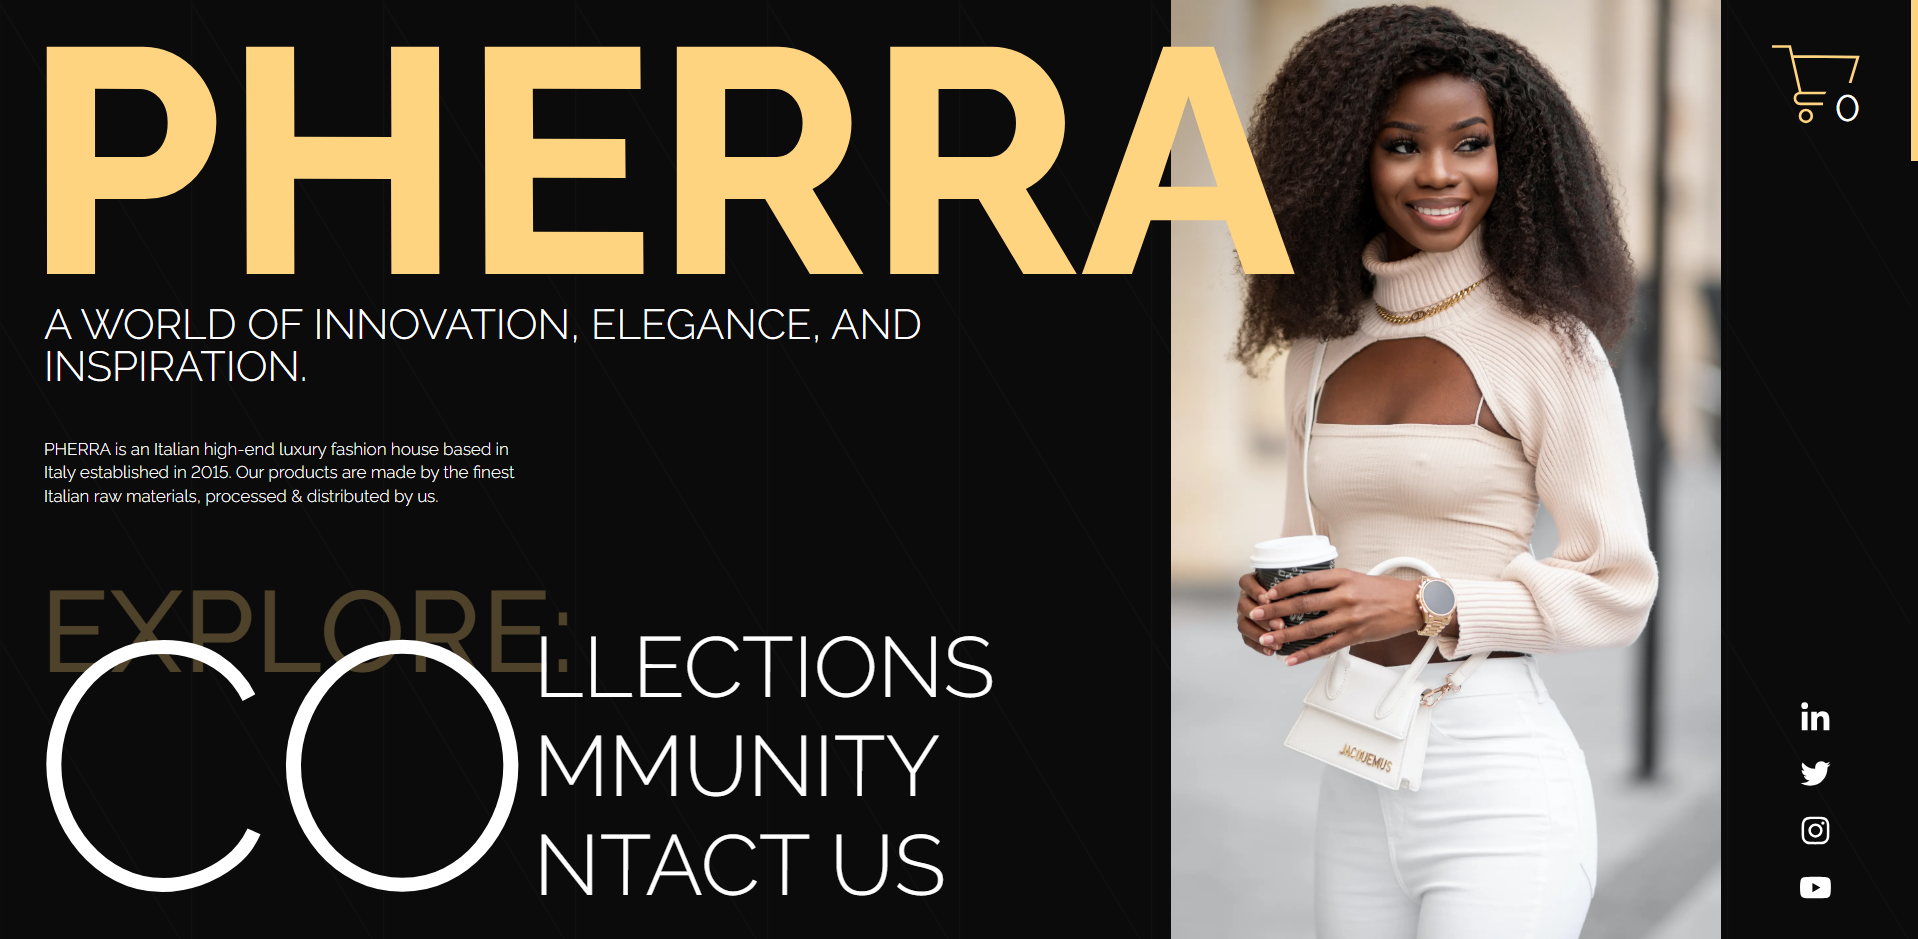 PHERRA
0
A WORLD OF INNOVATION, ELEGANCE, AND
INSPIRATION.
PHERRA is an Italian high-end luxury fashion house based in
Italy established in 2015. Our products are made by the finest
Italian raw materials, processed & distributed by us.
EXPLORE:
CO
LLECTIONS
MMUNITY
NTACT US
JACQUEMUS
in